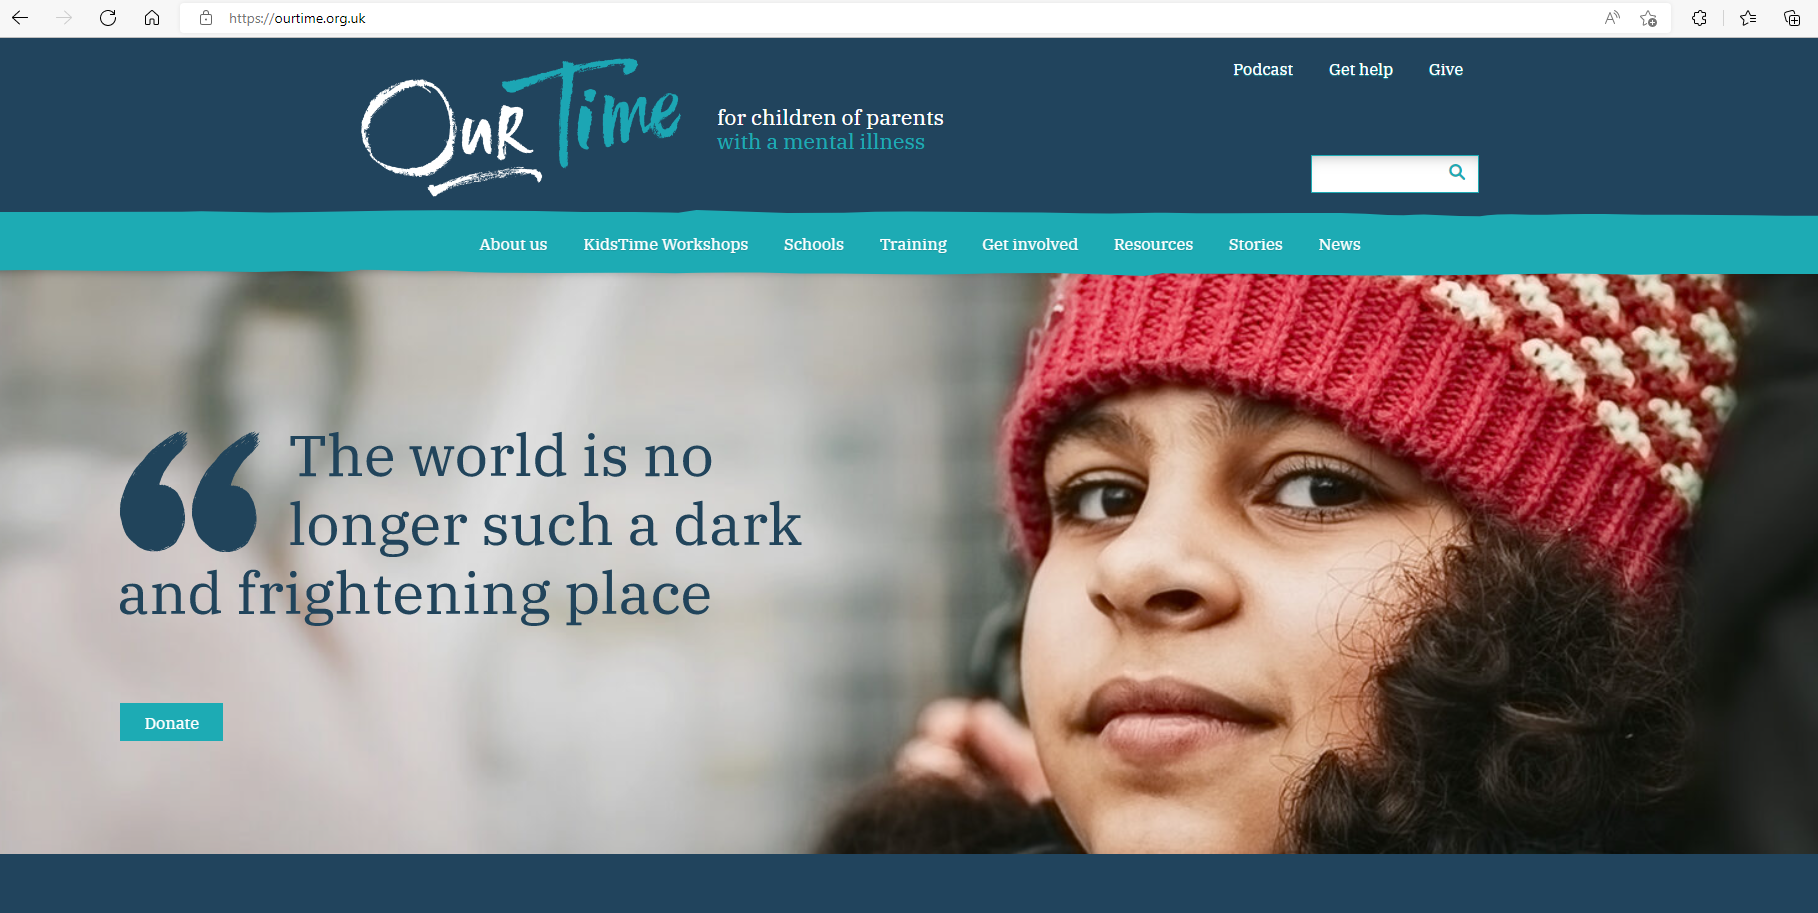 https://ourtime.org.uk
Podcast Get help Give
Our Time
for children of parents
with a mental illness
About us KidsTime Workshops Schools Training Get involved Resources Stories News
“ The world is no
longer such a dark
and frightening place
Donate